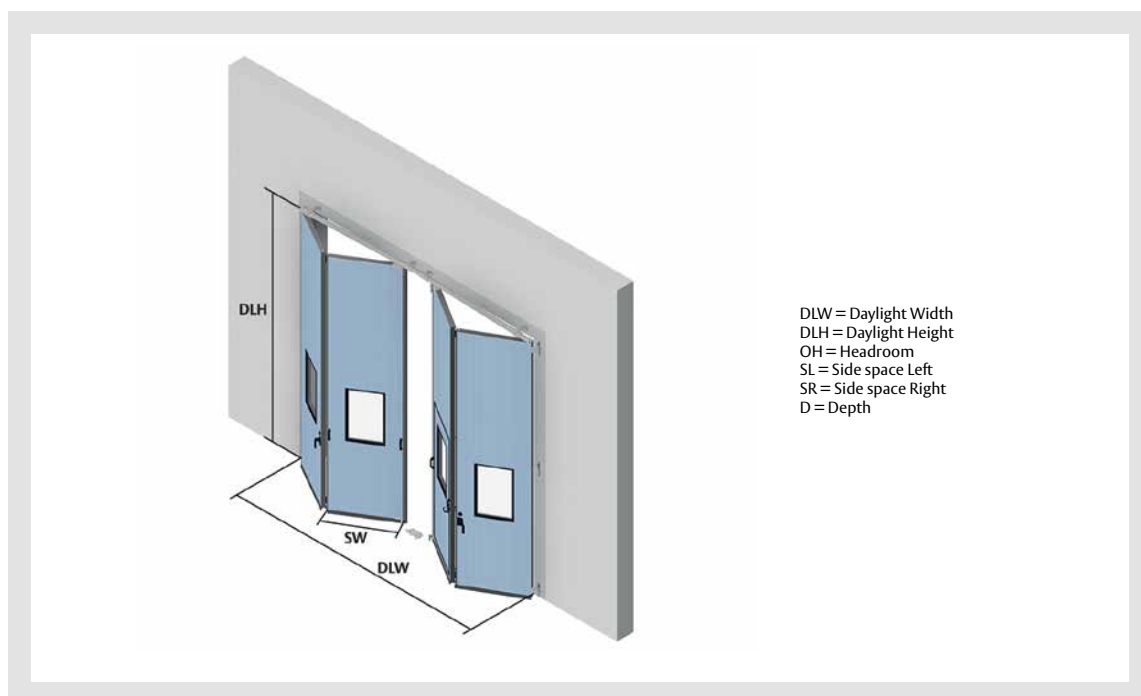 DLH
SW
DLW
DLW = Daylight Width
DLH = Daylight Height
OH = Headroom
SL = Side space Left
SR = Side space Right
D = Depth